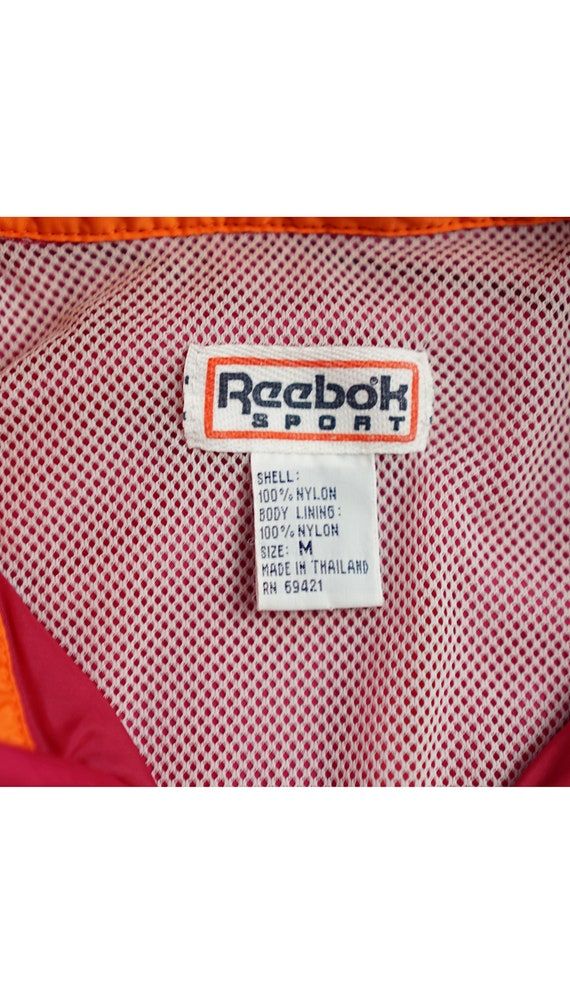 Reebok
SPORT
SHELL:
100% NYLON
BODY LINING:
100% NYLON
SIZE: M
MADE IN THAILAND
RN 69421